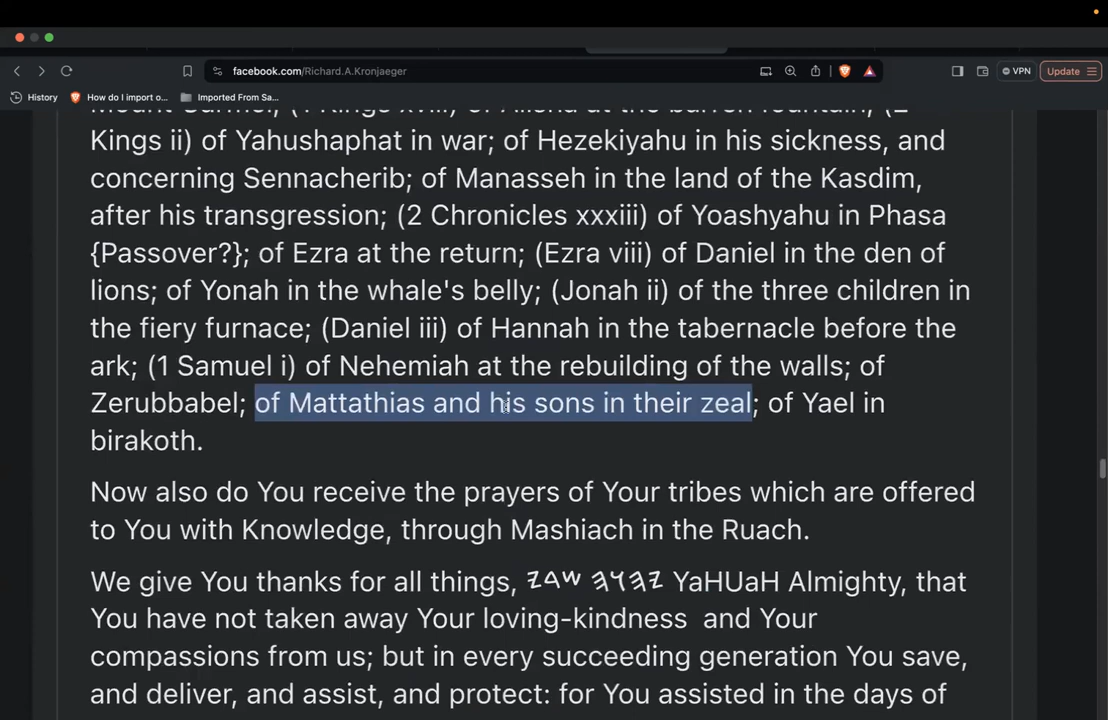 facebook.com/Richard.A.Kronjaeger
VPN
Update
History
How do I import o...
Imported From Sa...
Kings ii) of Yahushaphat in war; of Hezekiyahu in his sickness, and
concerning Sennacherib; of Manasseh in the land of the Kasdim,
after his transgression; (2 Chronicles xxxiii) of Yoashyahu in Phasa
{Passover?}; of Ezra at the return; (Ezra viii) of Daniel in the den of
lions; of Yonah in the whale's belly; (Jonah ii) of the three children in
the fiery furnace; (Daniel iii) of Hannah in the tabernacle before the
ark; (1 Samuel i) of Nehemiah at the rebuilding of the walls; of
Zerubbabel; of Mattathias and his sons in their zeal; of Yael in
birakoth.
Now also do You receive the prayers of Your tribes which are offered
to You with Knowledge, through Mashiach in the Ruach.
We give You thanks for all things, YaHUaH Almighty, that
You have not taken away Your loving-kindness and Your
compassions from us; but in every succeeding generation You save,
and deliver, and assist, and protect: for You assisted in the days of